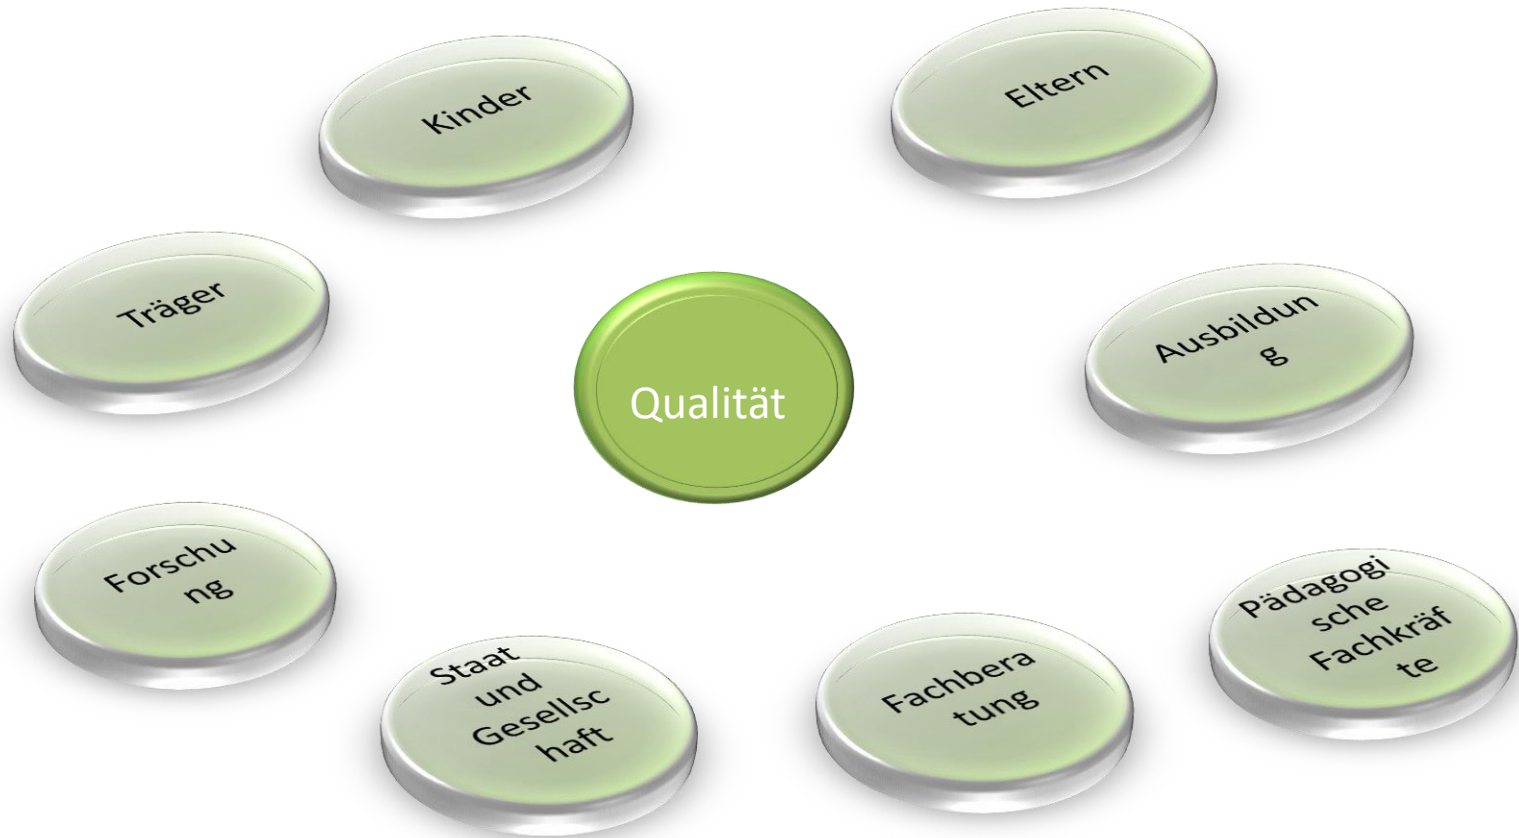 Kinder
Eltern
Träger
Ausbildun
g
Qualität
Forschu
ng
Pädagogi
sche
Fachkräf
te
Staat
und
Gesellsc
haft
Fachbera
tung